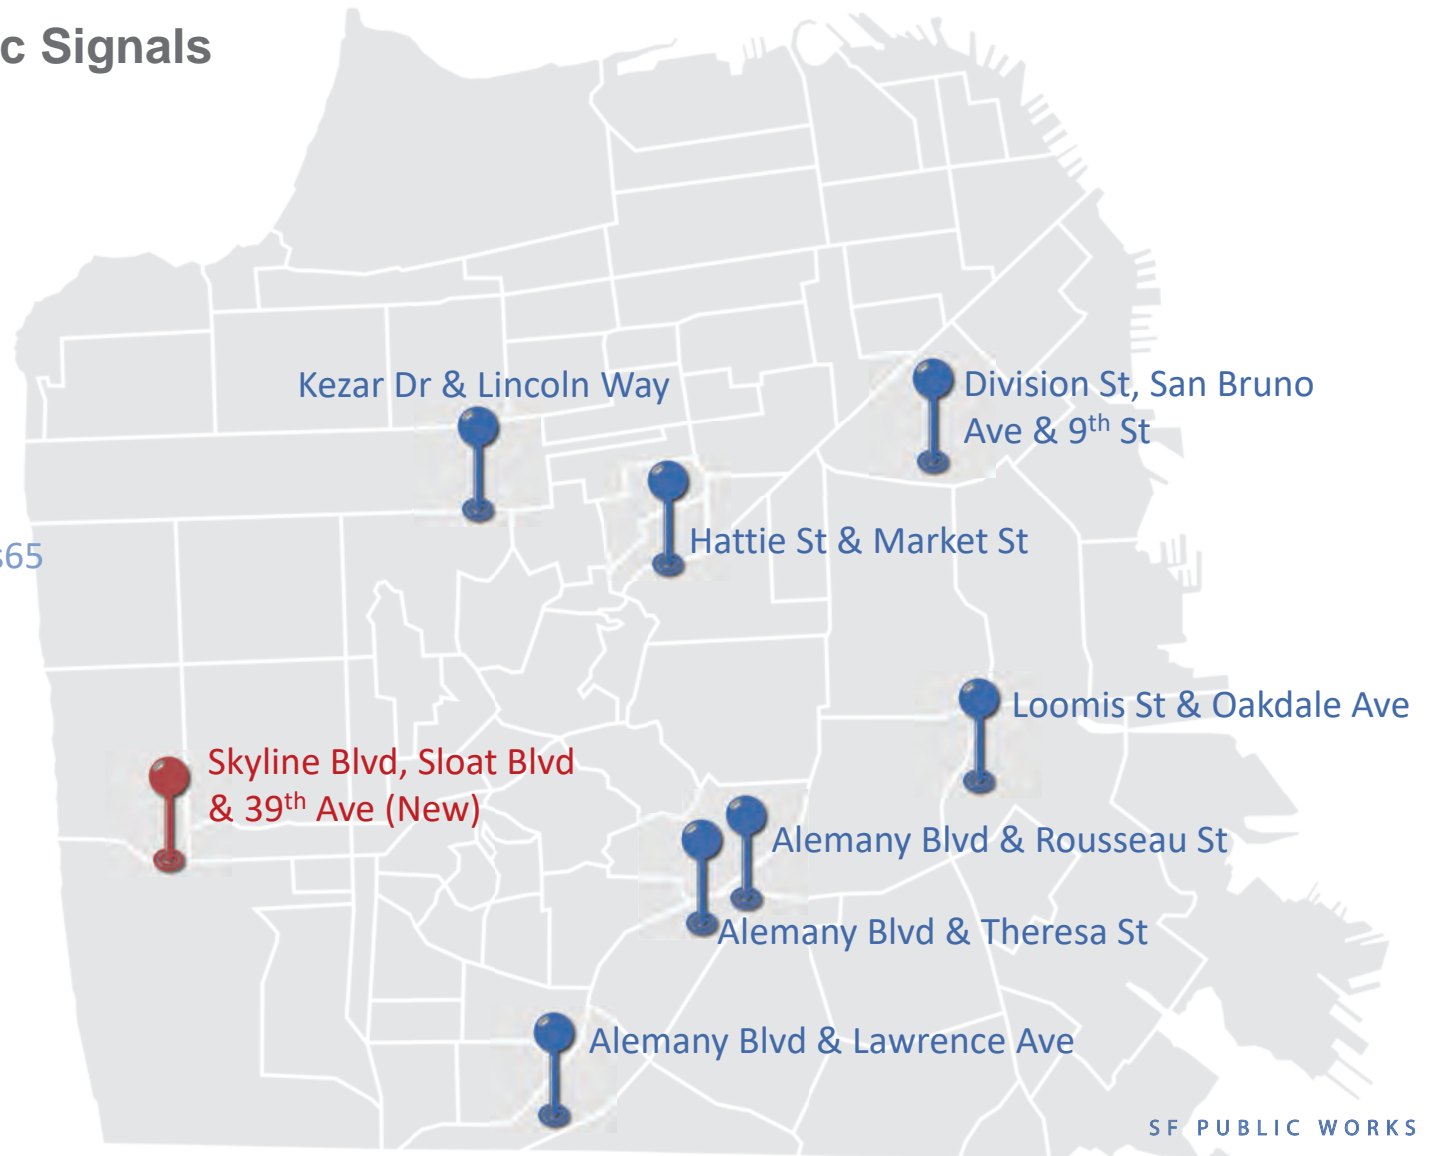 c Signals
Kezar Dr & Lincoln Way
Division St, San Bruno
Ave & 9th St
Hattie St & Market St
s65
Loomis St & Oakdale Ave
Skyline Blvd, Sloat Blvd
& 39th Ave (New)
Alemany Blvd & Rousseau St
Alemany Blvd & Theresa St
Alemany Blvd & Lawrence Ave
SF PUBLIC WORKS